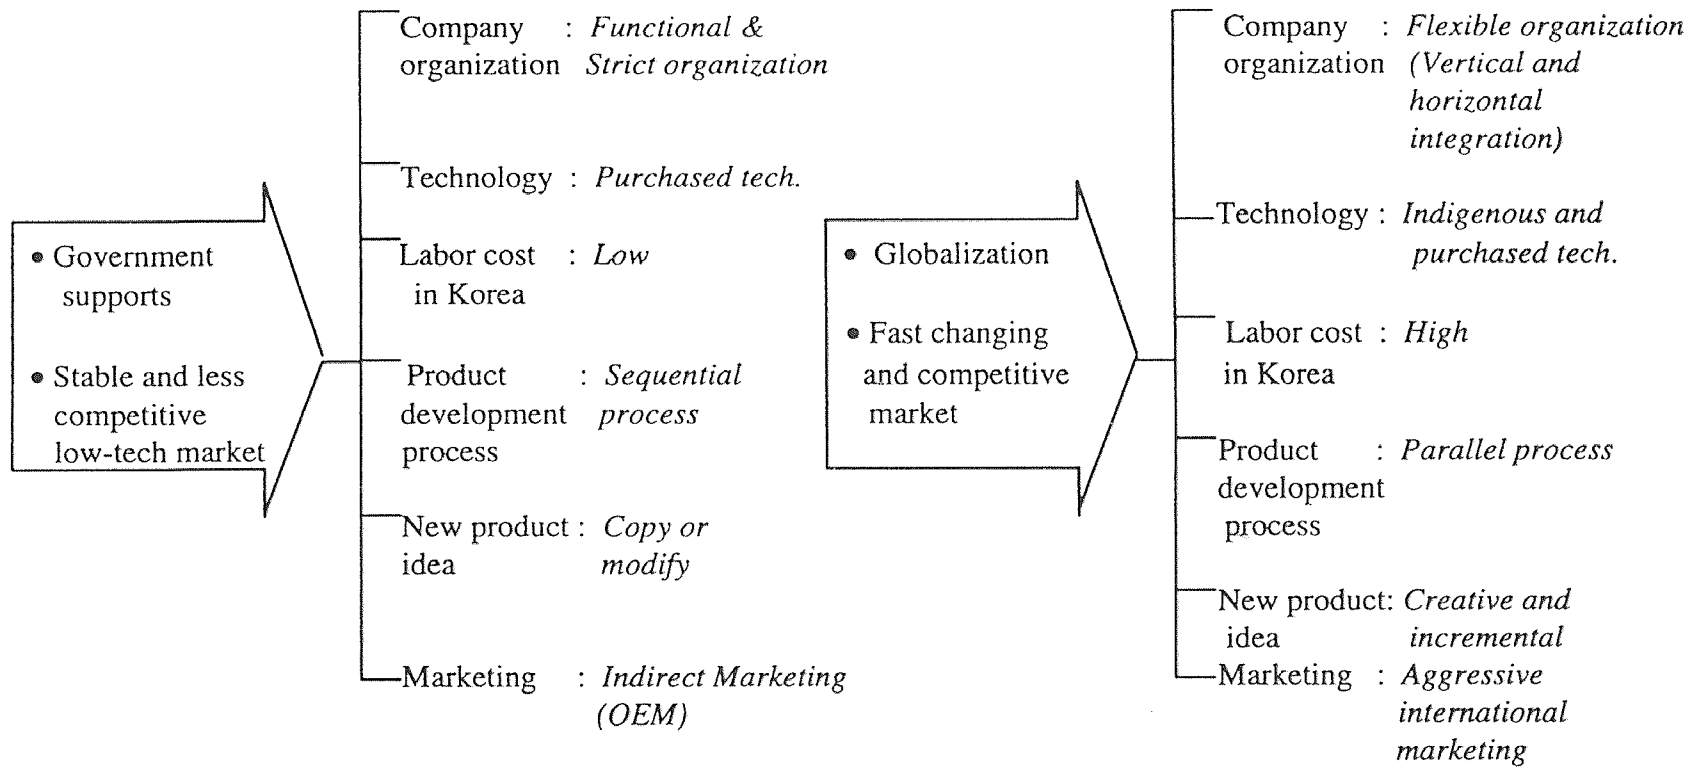 • Government
supports
• Stable and less
competitive
low-tech market
Company : Functional &
organization Strict organization
Technology : Purchased tech.
Labor cost : Low
in Korea
Product : Sequential
development process
process
New product : Copy or
idea modify
Marketing : Indirect Marketing
(OEM)
• Globalization
• Fast changing
and competitive
market
Company : Flexible organization
organization (Vertical and
horizontal
integration)
Technology : Indigenous and
purchased tech.
Labor cost : High
in Korea
Product : Parallel process
development
process
New product: Creative and
idea incremental
Marketing : Aggressive
international
marketing